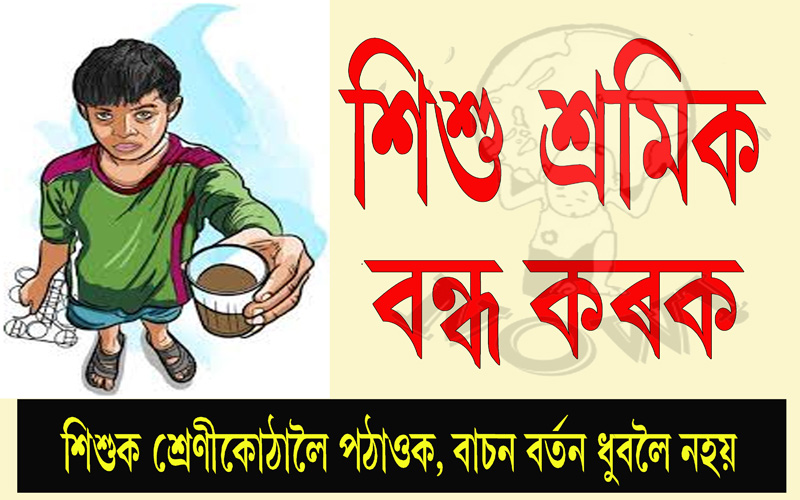 শিশু শ্ৰমিক
বন্ধ কৰক
শিশুক শ্ৰেণীকোঠালৈ পঠাওক, বাচন বৰ্তন ধুবলৈ নহয়